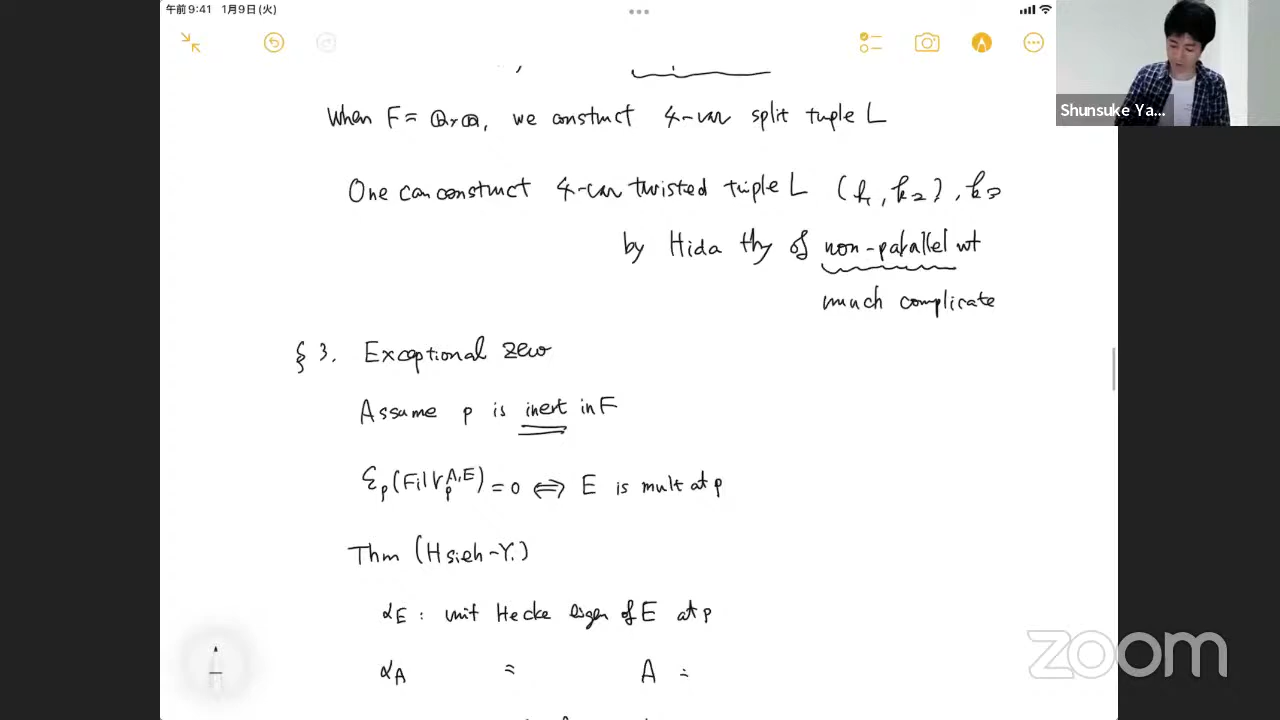 午前9:41 1月9日(火)
Shunsuke Ya...
When F = Q×Q, we construct 4-var split tuple L
One can construct 4-var twisted triple L (k1, k2), k3
by Hida thy of non-parallel wt
much complicate
§ 3. Exceptional zero
Assume p is inert in F
Ep(Fil V_p^{A,E}) = 0 ⇔ E is mult at p
Thm (Hsieh-Y.)
αE : unit Hecke eigen of E at p
αA = A =
zoom